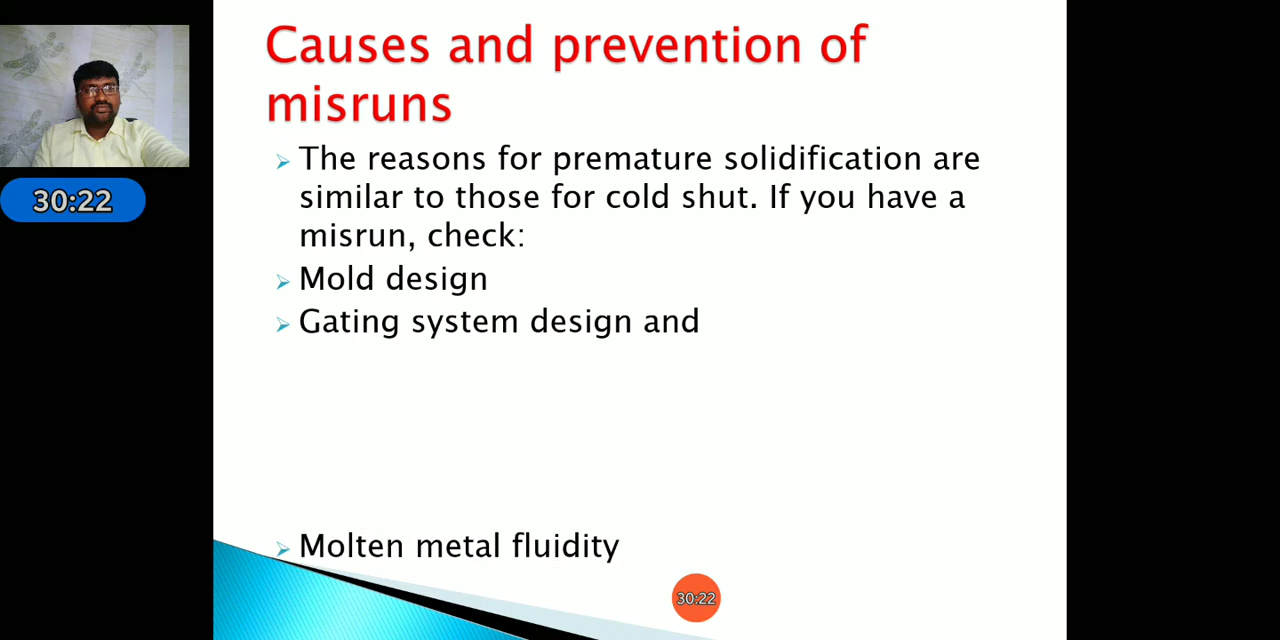 Causes and prevention of
misruns
The reasons for premature solidification are
similar to those for cold shut. If you have a
misrun, check:
Mold design
Gating system design and
Molten metal fluidity
30:22
30:22